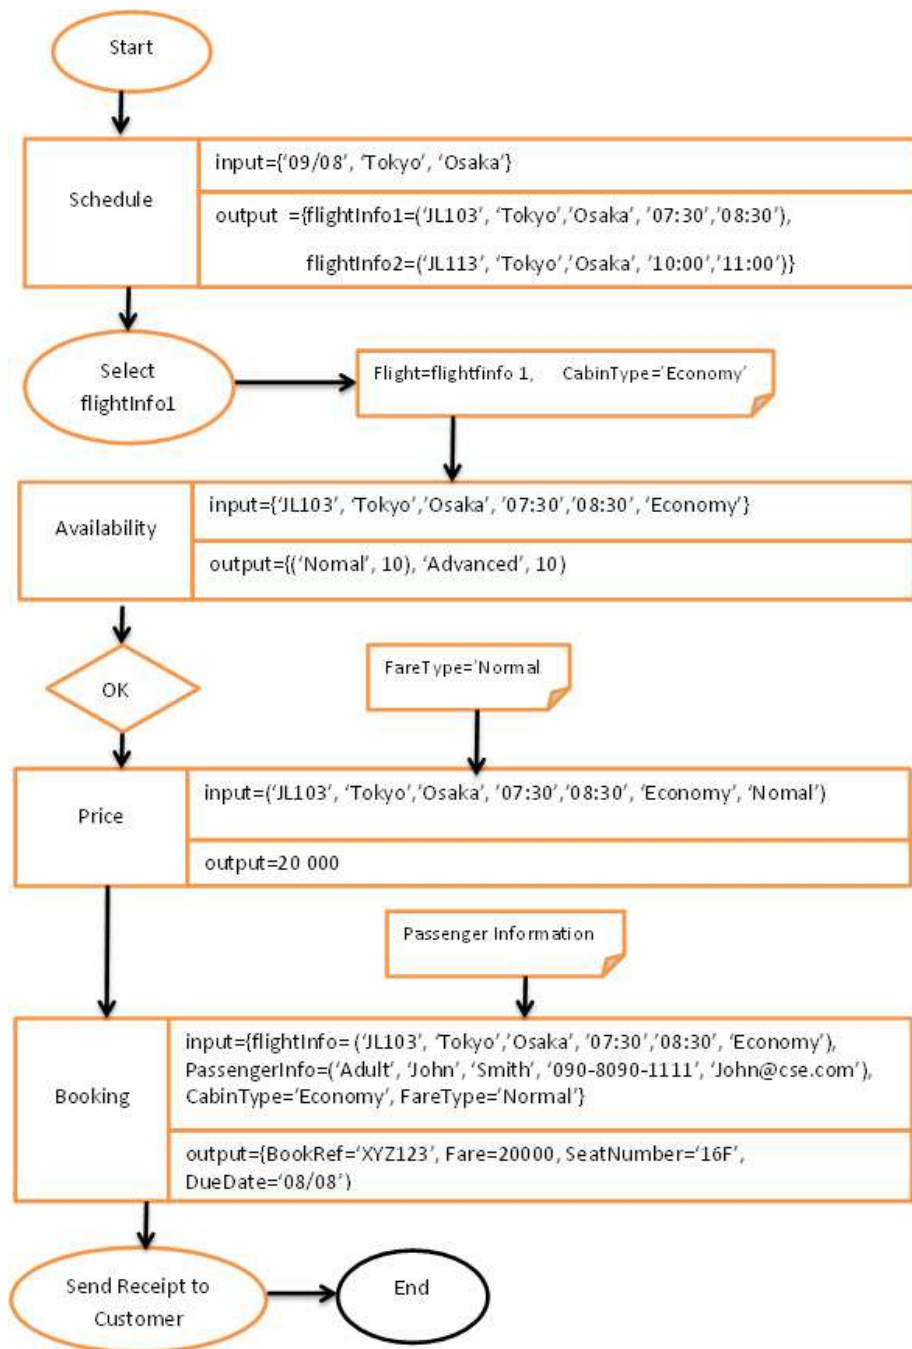 Start
Schedule
input={‘09/08’, ‘Tokyo’, ‘Osaka’}
output ={flightInfo1=(‘JL103’, ‘Tokyo’,’Osaka’, ‘07:30’,’08:30’),
flightInfo2=(‘JL113’, ‘Tokyo’,’Osaka’, ‘10:00’,’11:00’)}
Select
flightInfo1
Flight=flightfinfo 1, CabinType=’Economy’
Availability
input={‘JL103’, ‘Tokyo’,’Osaka’, ‘07:30’,’08:30’, ‘Economy’}
output={(‘Nomal’, 10), ‘Advanced’, 10)
OK
FareType=’Normal
Price
input=(‘JL103’, ‘Tokyo’,’Osaka’, ‘07:30’,’08:30’, ‘Economy’, ‘Nomal’)
output=20 000
Passenger Information
Booking
input={flightInfo= (‘JL103’, ‘Tokyo’,’Osaka’, ‘07:30’,’08:30’, ‘Economy’),
PassengerInfo=(‘Adult’, ‘John’, ‘Smith’, ‘090-8090-1111’, ‘John@cse.com’),
CabinType=’Economy’, FareType=’Normal’}
output={BookRef=‘XYZ123’, Fare=20000, SeatNumber=‘16F’,
DueDate=‘08/08’)
Send Receipt to
Customer
End